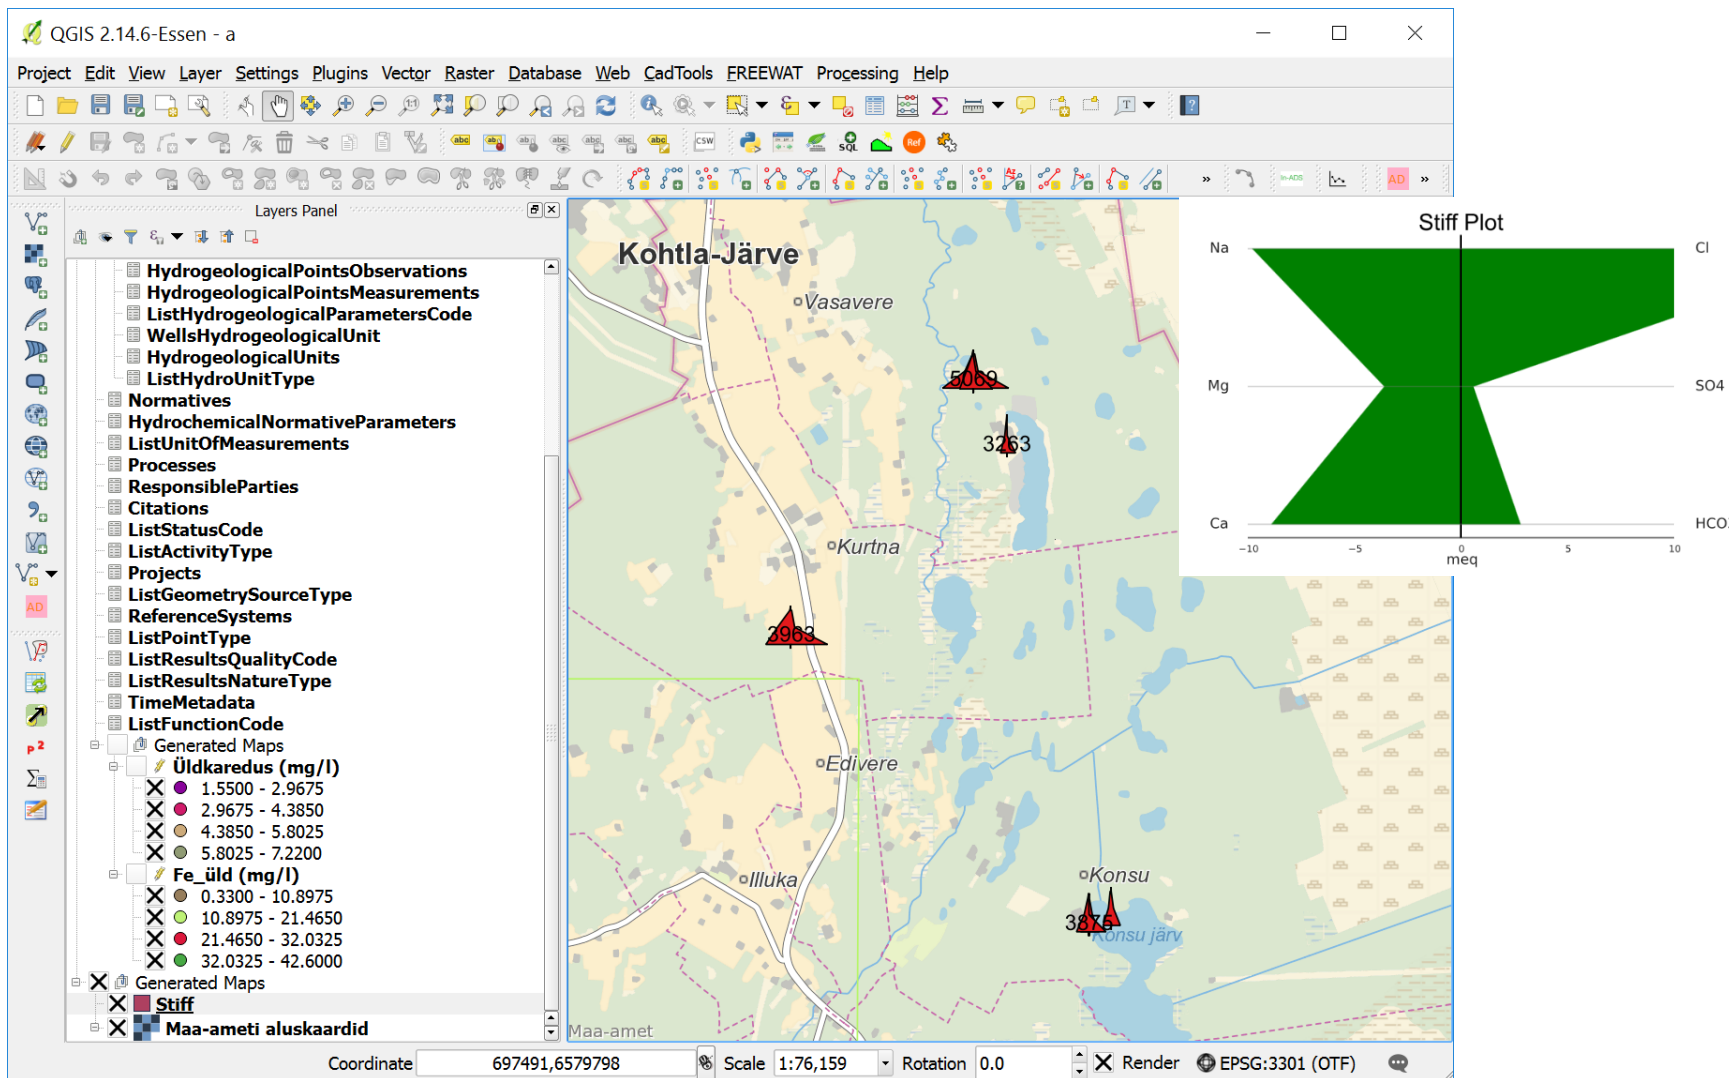 QGIS 2.14.6-Essen - a
Project Edit View Layer Settings Plugins Vector Raster Database Web CadTools FREEWAT Processing Help
Layers Panel
HydrogeologicalPointsObservations
HydrogeologicalPointsMeasurements
ListHydrogeologicalParametersCode
WellsHydrogeologicalUnit
HydrogeologicalUnits
ListHydroUnitType
Normatives
HydrochemicalNormativeParameters
ListUnitOfMeasurements
Processes
ResponsibleParties
Citations
ListStatusCode
ListActivityType
Projects
ListGeometrySourceType
ReferenceSystems
ListPointType
ListResultsQualityCode
ListResultsNatureType
TimeMetadata
ListFunctionCode
Generated Maps
Üldkaredus (mg/l)
1.5500 - 2.9675
2.9675 - 4.3850
4.3850 - 5.8025
5.8025 - 7.2200
Fe_üld (mg/l)
0.3300 - 10.8975
10.8975 - 21.4650
21.4650 - 32.0325
32.0325 - 42.6000
Generated Maps
Stiff
Maa-ameti aluskaardid
Kohtla-Järve
Vasavere
5069
3263
Kurtna
3963
Edivere
Illuka
Konsu
3875
Konsu järv
Maa-amet
Stiff Plot
Na
Cl
Mg
SO4
Ca
HCO
−10 −5 0 5 10
meq
Coordinate 697491,6579798 Scale 1:76,159 Rotation 0.0 Render EPSG:3301 (OTF)
CSW
SQL
Ref
AD
AD